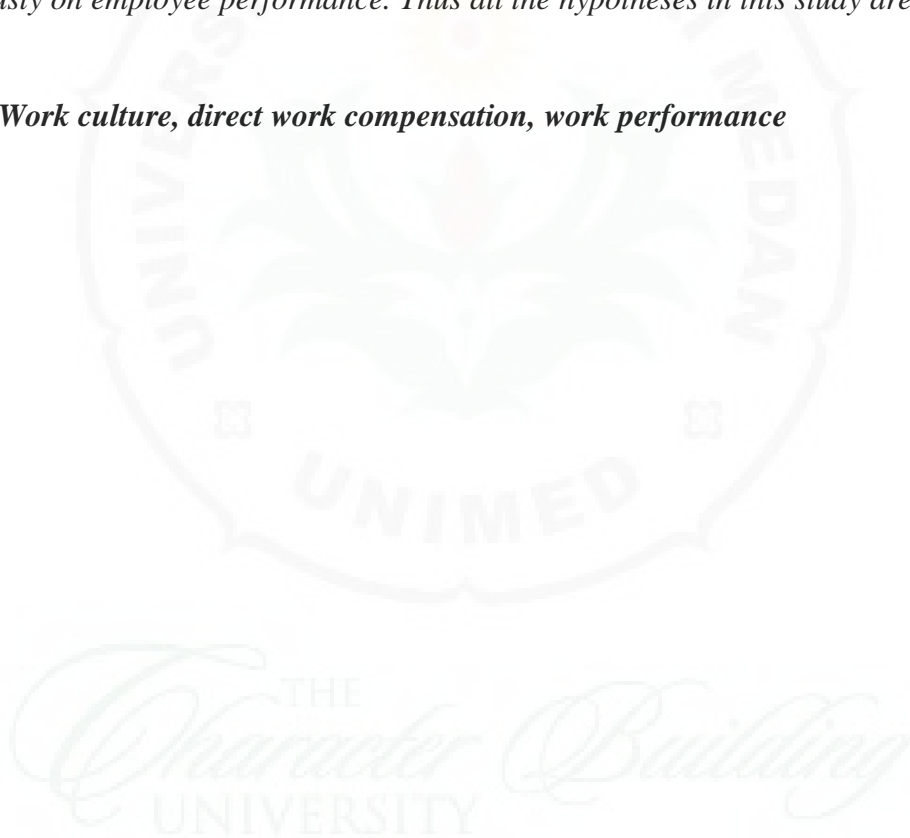 usly on employee performance. Thus all the hypotheses in this study are
Work culture, direct work compensation, work performance
UNIMED
THE
Character Building
UNIVERSITY